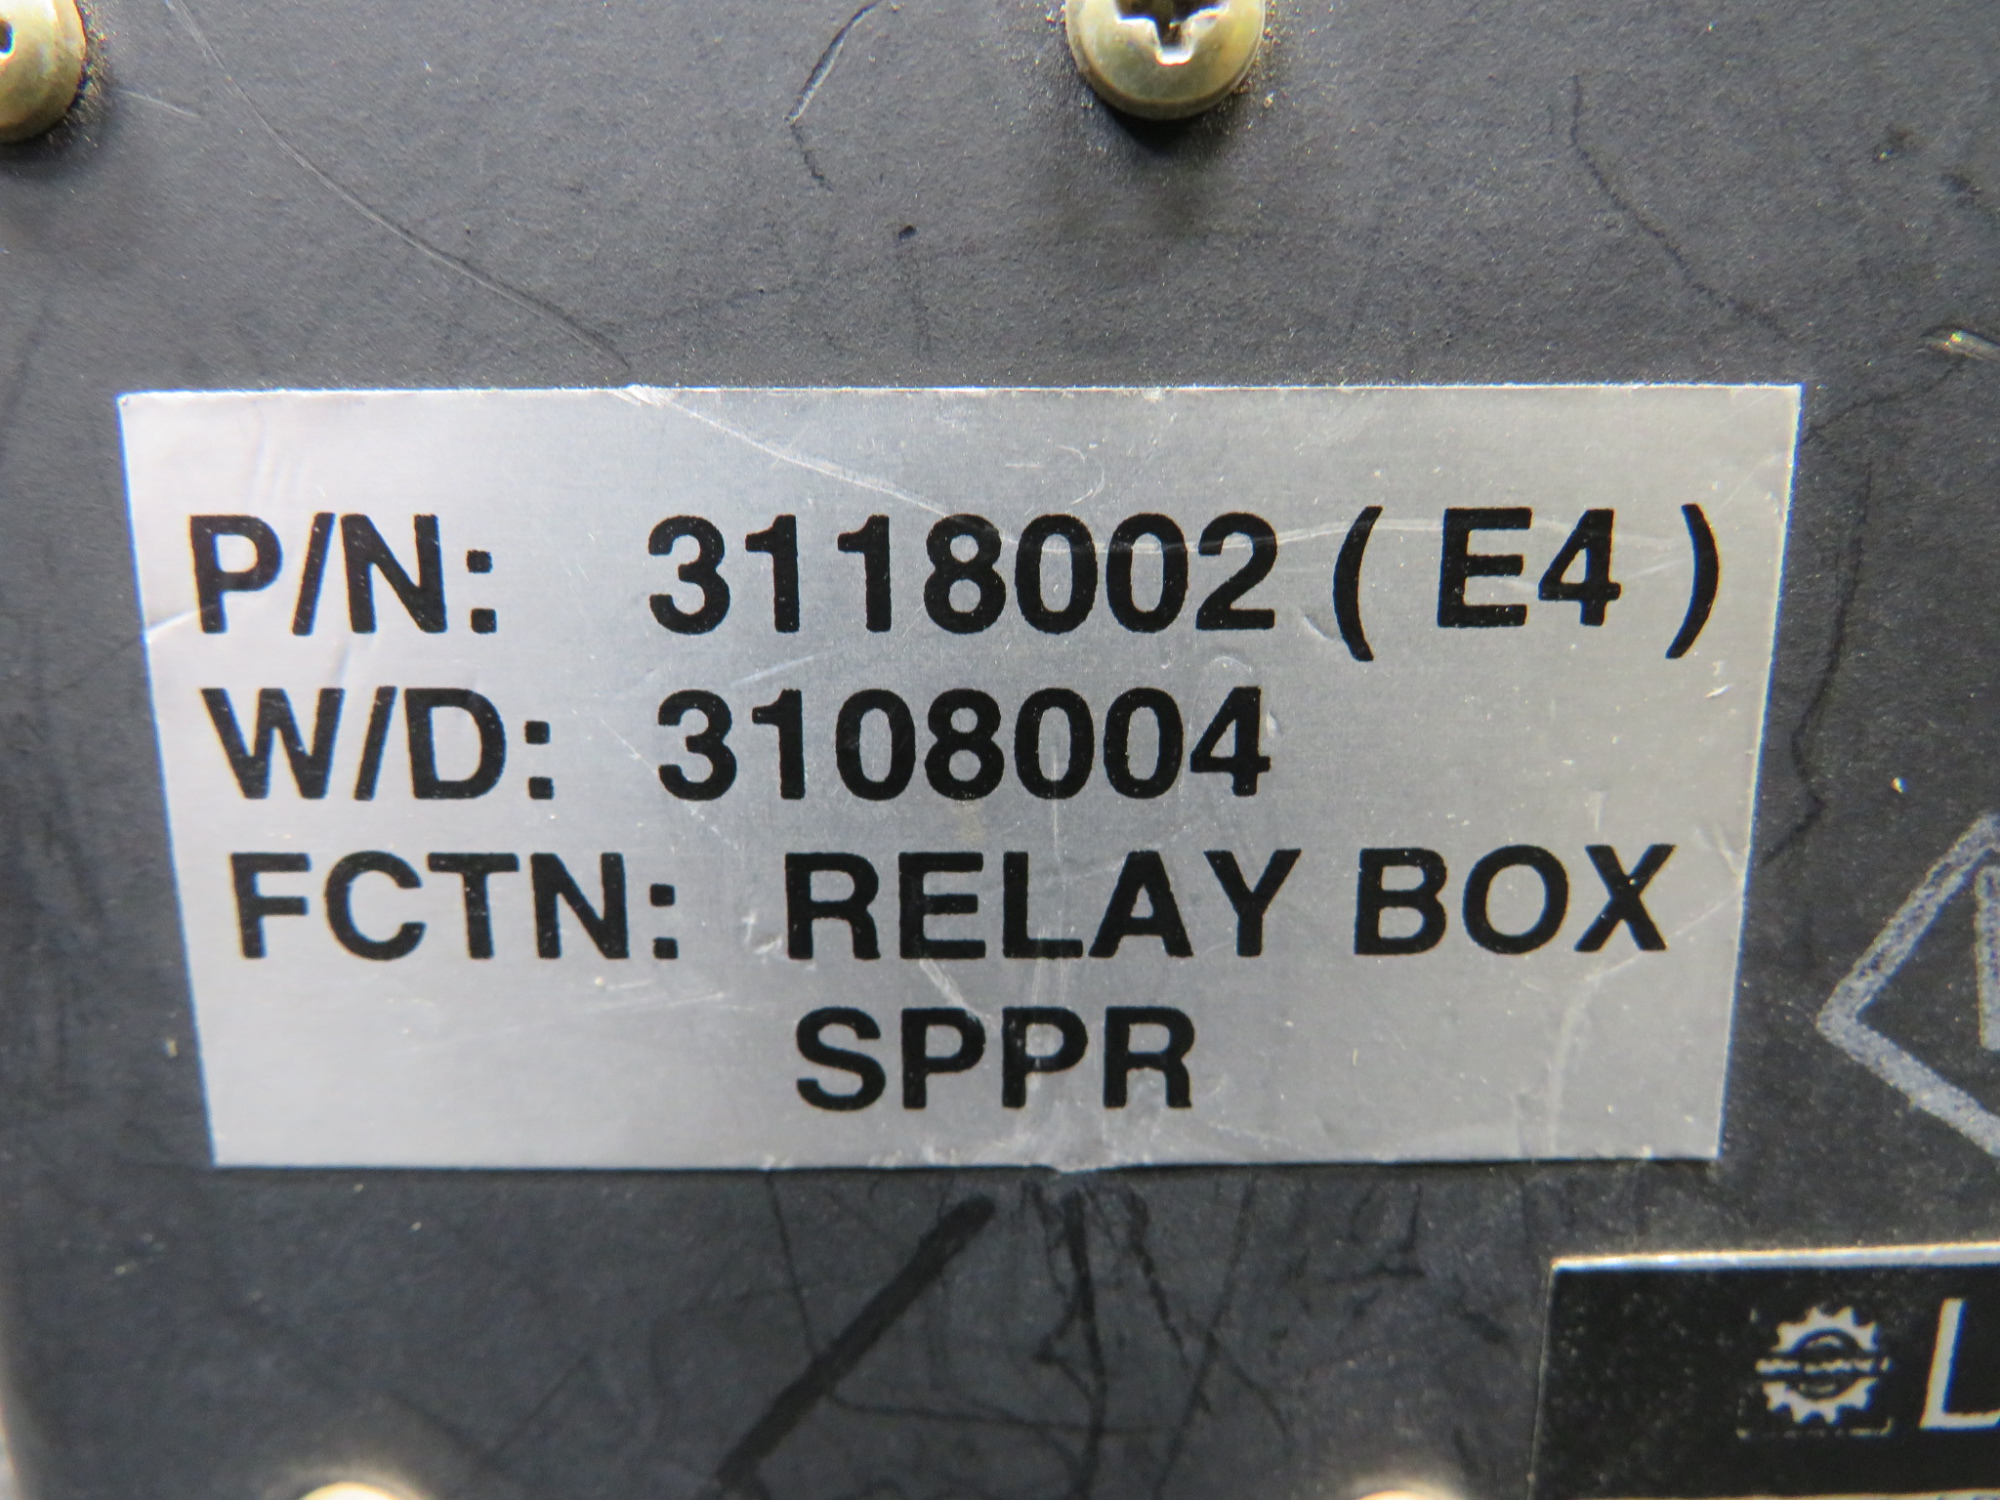 P/N: 3118002 ( E4 )
W/D: 3108004
FCTN: RELAY BOX
SPPR
L